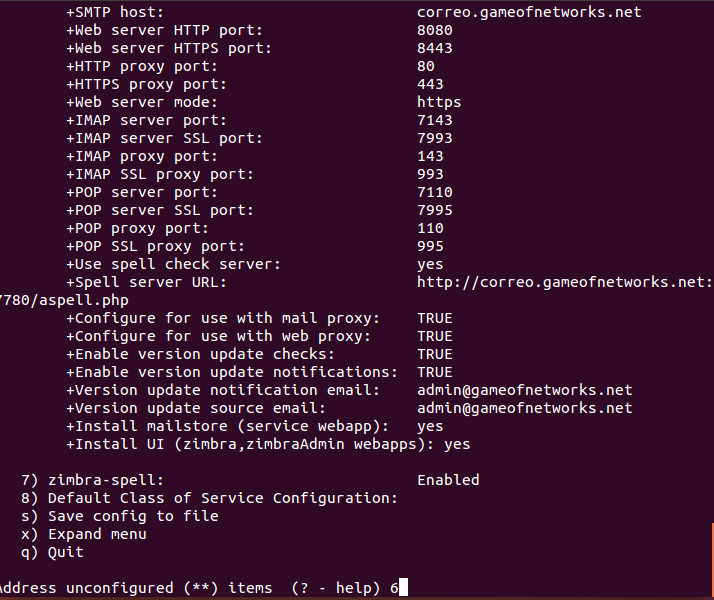 +SMTP host: correo.gameofnetworks.net
+Web server HTTP port: 8080
+Web server HTTPS port: 8443
+HTTP proxy port: 80
+HTTPS proxy port: 443
+Web server mode: https
+IMAP server port: 7143
+IMAP server SSL port: 7993
+IMAP proxy port: 143
+IMAP SSL proxy port: 993
+POP server port: 7110
+POP server SSL port: 7995
+POP proxy port: 110
+POP SSL proxy port: 995
+Use spell check server: yes
+Spell server URL: http://correo.gameofnetworks.net:
7780/aspell.php
+Configure for use with mail proxy: TRUE
+Configure for use with web proxy: TRUE
+Enable version update checks: TRUE
+Enable version update notifications: TRUE
+Version update notification email: admin@gameofnetworks.net
+Version update source email: admin@gameofnetworks.net
+Install mailstore (service webapp): yes
+Install UI (zimbra,zimbraAdmin webapps): yes
7) zimbra-spell: Enabled
8) Default Class of Service Configuration:
s) Save config to file
x) Expand menu
q) Quit
Address unconfigured (**) items (? - help) 6